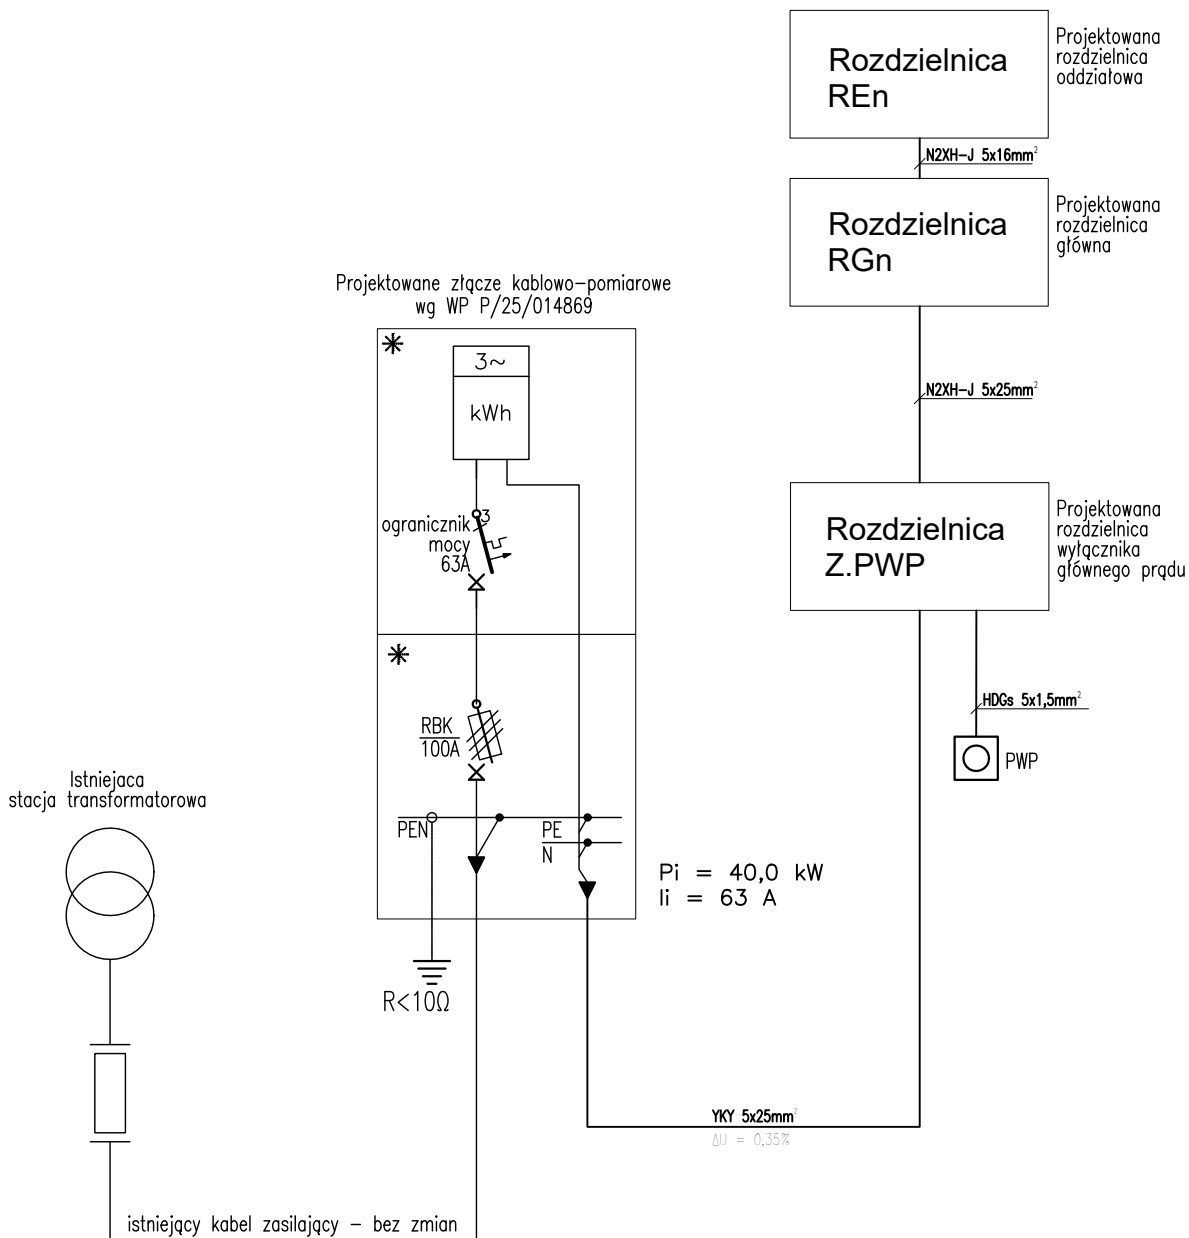 Rozdzielnica
REn
Projektowana
rozdzielnica
oddziałowa
N2XH-J 5x16mm²
Rozdzielnica
RGn
Projektowana
rozdzielnica
główna
N2XH-J 5x25mm²
Projektowane złącze kablowo-pomiarowe
wg WP P/25/014869
3~
kWh
3
ogranicznik
mocy
63A
Rozdzielnica
Z.PWP
Projektowana
rozdzielnica
wyłącznika
głównego prądu
HDGs 5x1,5mm²
PWP
RBK
100A
PEN
PE
N
Pi = 40,0 kW
Ii = 63 A
R<10Ω
Istniejaca
stacja transformatorowa
YKY 5x25mm²
ΔU = 0,35%
istniejący kabel zasilający - bez zmian